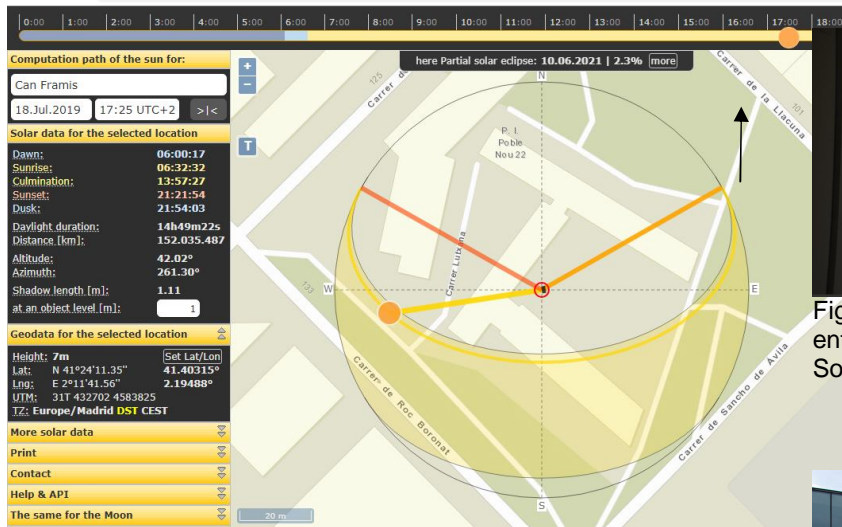 0:00 1:00 2:00 3:00 4:00 5:00 6:00 7:00 8:00 9:00 10:00 11:00 12:00 13:00 14:00 15:00 16:00 17:00 18:00
Computation path of the sun for:
Can Framis
18.Jul.2019 17:25 UTC+2 >|<
Solar data for the selected location
Dawn: 06:00:17
Sunrise: 06:32:32
Culmination: 13:57:27
Sunset: 21:21:54
Dusk: 21:54:03
Daylight duration: 14h49m22s
Distance [km]: 152.035.487
Altitude: 42.02°
Azimuth: 261.30°
Shadow length [m]: 1.11
at an object level [m]: 1
Geodata for the selected location
Height: 7m Set Lat/Lon
Lat: N 41°24'11.35" 41.40315°
Lng: E 2°11'41.56" 2.19488°
UTM: 31T 432702 4583825
TZ: Europe/Madrid DST CEST
More solar data
Print
Contact
Help & API
The same for the Moon
+
−
T
here Partial solar eclipse: 10.06.2021 | 2.3% more
N
125
Carrer de
Carrer de la Llacuna
101
P. I.
Poble
Nou 22
Carrer Lutxana
133
W
E
Carrer de Roc Boronat
Carrer de Sancho de Avila
S
20 m
Fig
ent
So